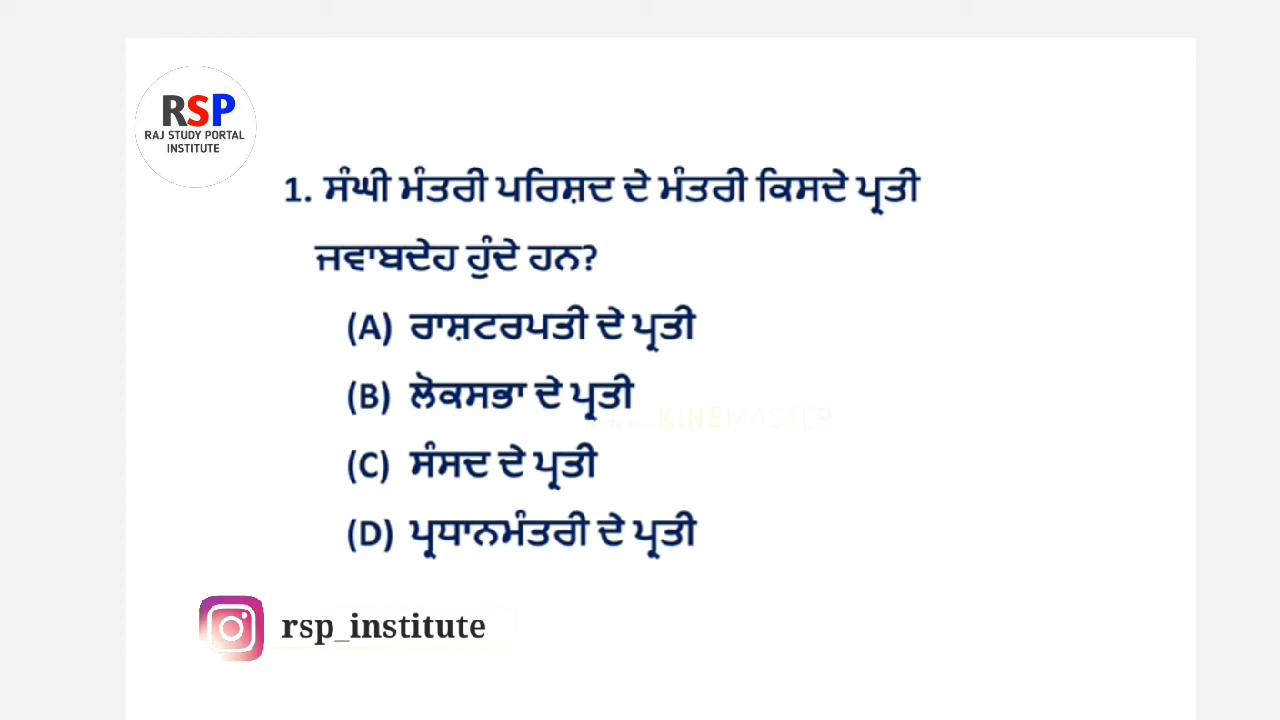 RSP
RAJ STUDY PORTAL
INSTITUTE
1. ਸੰਘੀ ਮੰਤਰੀ ਪਰਿਸ਼ਦ ਦੇ ਮੰਤਰੀ ਕਿਸਦੇ ਪ੍ਰਤੀ
ਜਵਾਬਦੇਹ ਹੁੰਦੇ ਹਨ?
(A) ਰਾਸ਼ਟਰਪਤੀ ਦੇ ਪ੍ਰਤੀ
(B) ਲੋਕਸਭਾ ਦੇ ਪ੍ਰਤੀ
KINEMASTER
(C) ਸੰਸਦ ਦੇ ਪ੍ਰਤੀ
(D) ਪ੍ਰਧਾਨਮੰਤਰੀ ਦੇ ਪ੍ਰਤੀ
rsp_institute